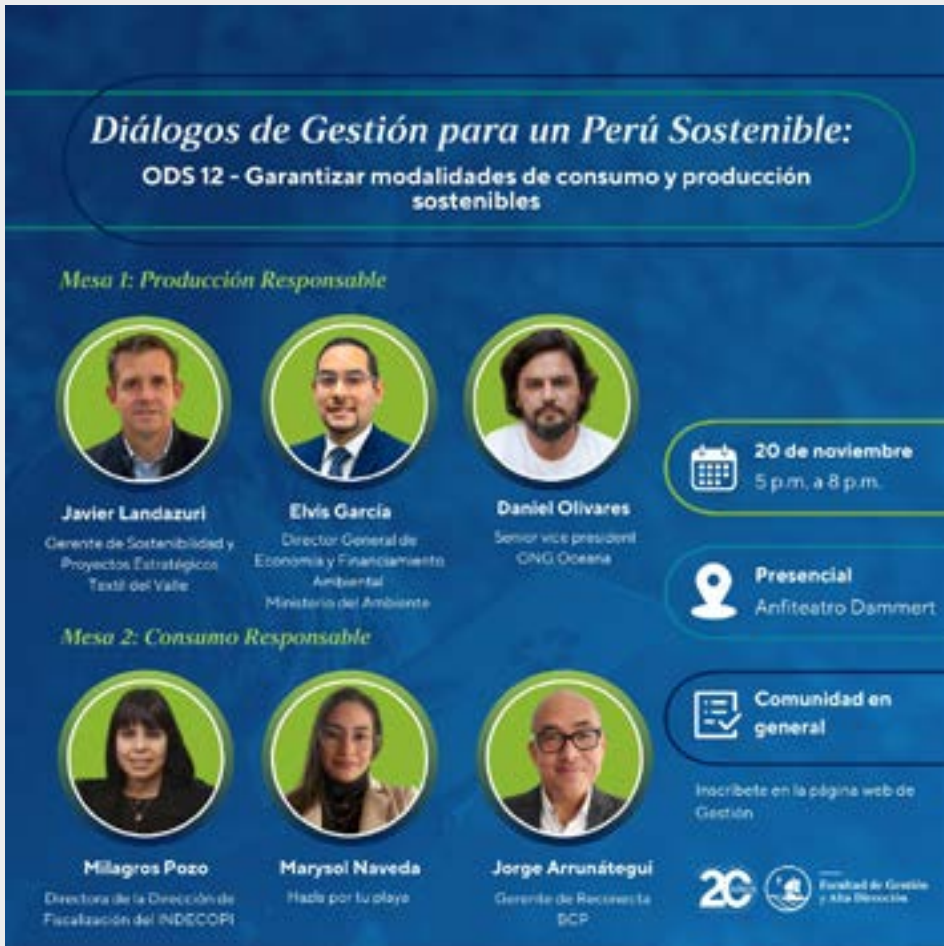 Diálogos de Gestión para un Perú Sostenible:
ODS 12 - Garantizar modalidades de consumo y producción
sostenibles
Mesa 1: Producción Responsable
Javier Landazuri
Gerente de Sostenibilidad y
Proyectos Estratégicos
Textil del Valle
Elvis García
Director General de
Economía y Financiamiento
Ambiental
Ministerio del Ambiente
Daniel Olivares
Senior vice president
ONG Oceana
20 de noviembre
5 p.m. a 8 p.m.
Presencial
Anfiteatro Dammert
Mesa 2: Consumo Responsable
Milagros Pozo
Directora de la Dirección de
Fiscalización del INDECOPI
Marysol Naveda
Hazla por tu playa
Jorge Arrunátegui
Gerente de Reconecta
BCP
Comunidad en
general
Inscríbete en la página web de
Gestión
20
Facultad de Gestión
y Alta Dirección